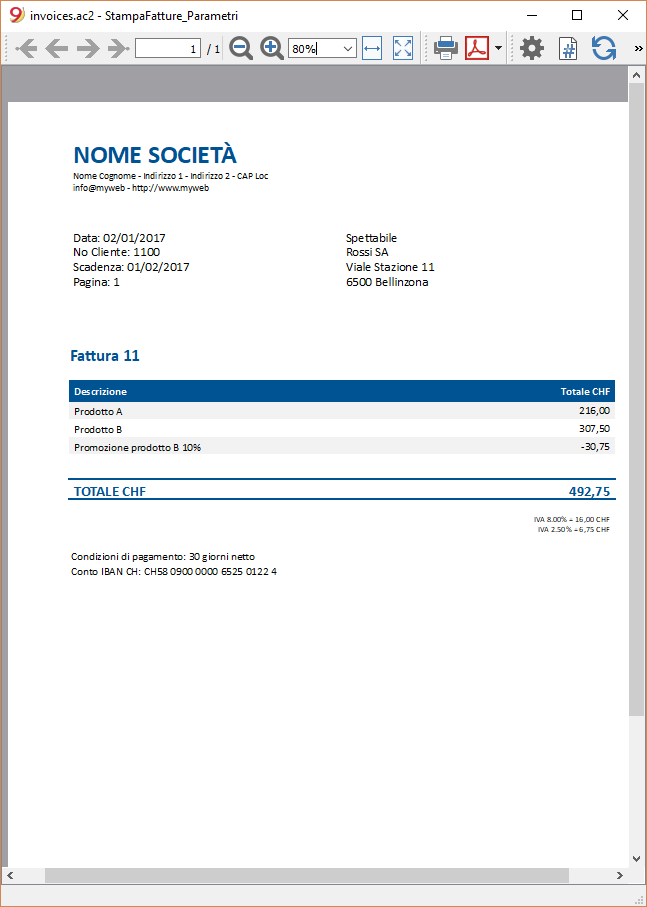 invoices.ac2 - StampaFatture_Parametri
1 / 1 80%
NOME SOCIETÀ
Nome Cognome - Indirizzo 1 - Indirizzo 2 - CAP Loc
info@myweb - http://www.myweb
Data: 02/01/2017
No Cliente: 1100
Scadenza: 01/02/2017
Pagina: 1
Spettabile
Rossi SA
Viale Stazione 11
6500 Bellinzona
Fattura 11
Descrizione Totale CHF
Prodotto A 216,00
Prodotto B 307,50
Promozione prodotto B 10% -30,75
TOTALE CHF 492,75
IVA 8.00% = 16,00 CHF
IVA 2.50% = 6,75 CHF
Condizioni di pagamento: 30 giorni netto
Conto IBAN CH: CH58 0900 0000 6525 0122 4